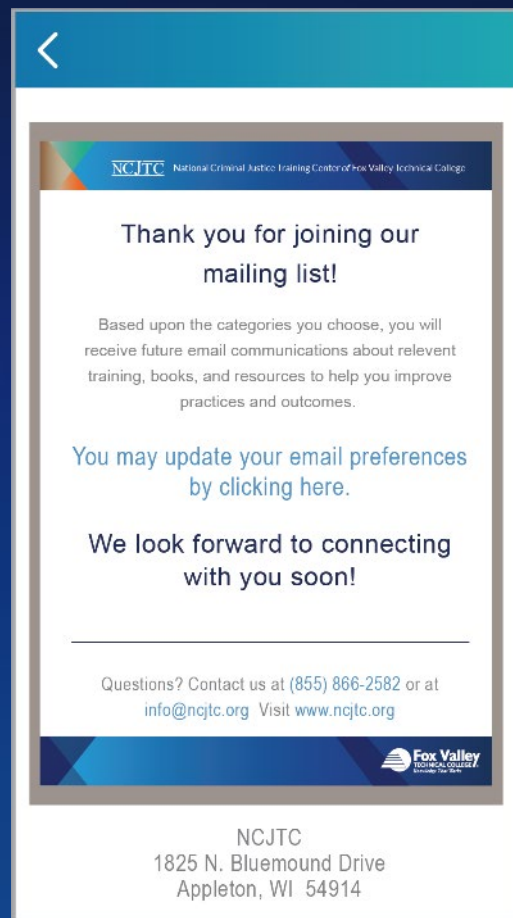 NCJTC National Criminal Justice Training Center of Fox Valley Technical College
Thank you for joining our
mailing list!
Based upon the categories you choose, you will
receive future email communications about relevent
training, books, and resources to help you improve
practices and outcomes.
You may update your email preferences
by clicking here.
We look forward to connecting
with you soon!
Questions? Contact us at (855) 866-2582 or at
info@ncjtc.org Visit www.ncjtc.org
Fox Valley
TECHNICAL COLLEGE
Knowledge That Works
NCJTC
1825 N. Bluemound Drive
Appleton, WI 54914